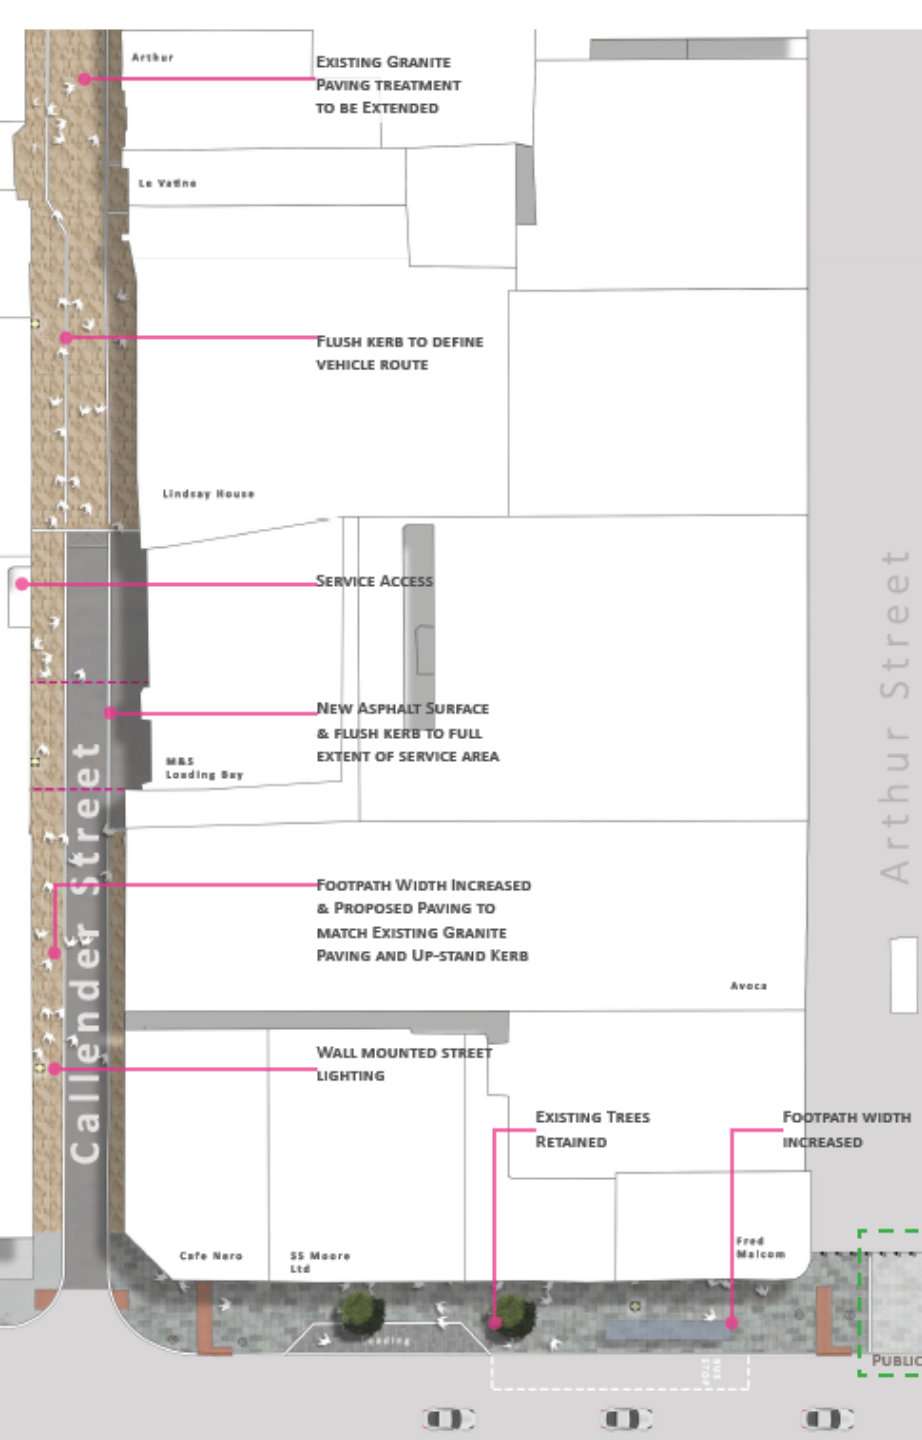 Arthur
Existing Granite
Paving treatment
to be Extended
Le Vatine
Flush kerb to define
vehicle route
Lindsay House
Service Access
New Asphalt Surface
& flush kerb to full
extent of service area
M&S
Loading Bay
Callender Street
Arthur Street
Footpath Width Increased
& Proposed Paving to
match Existing Granite
Paving and Up-stand Kerb
Avoca
Wall mounted street
lighting
Existing Trees
Retained
Footpath width
increased
Cafe Nero
SS Moore
Ltd
Fred
Malcom
Loading
BUS
STOP
Public